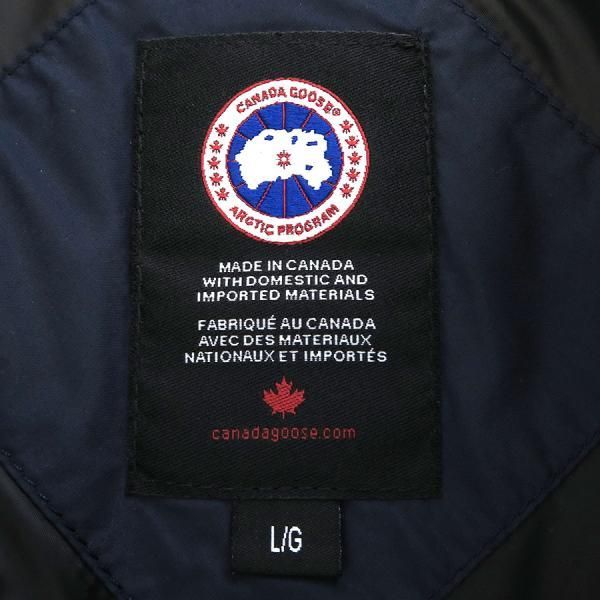 CANADA GOOSE®
ARCTIC PROGRAM
MADE IN CANADA
WITH DOMESTIC AND
IMPORTED MATERIALS
FABRIQUÉ AU CANADA
AVEC DES MATERIAUX
NATIONAUX ET IMPORTÉS
canadagoose.com
L/G